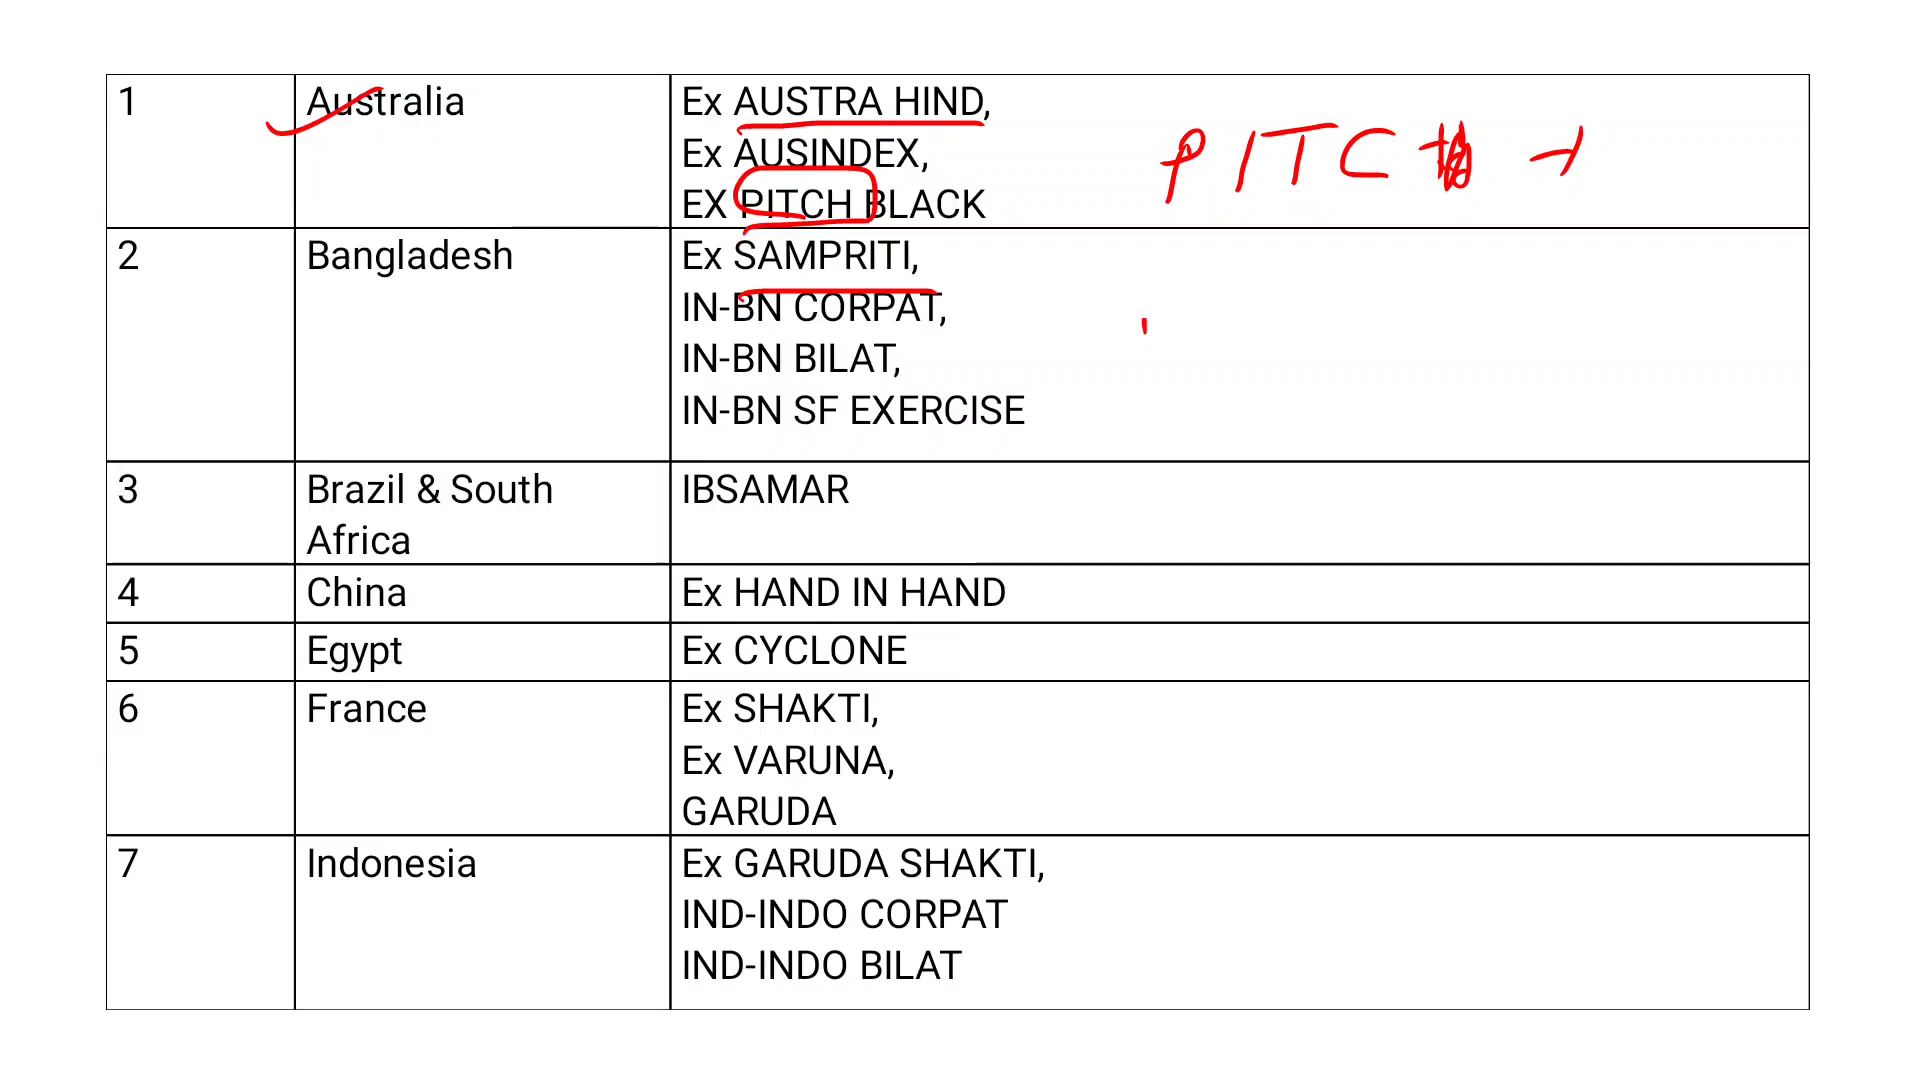 1 Australia Ex AUSTRA HIND,
Ex AUSINDEX,
EX PITCH BLACK
PITC
2 Bangladesh Ex SAMPRITI,
IN-BN CORPAT,
IN-BN BILAT,
IN-BN SF EXERCISE
3 Brazil & South IBSAMAR
Africa
4 China Ex HAND IN HAND
5 Egypt Ex CYCLONE
6 France Ex SHAKTI,
Ex VARUNA,
GARUDA
7 Indonesia Ex GARUDA SHAKTI,
IND-INDO CORPAT
IND-INDO BILAT